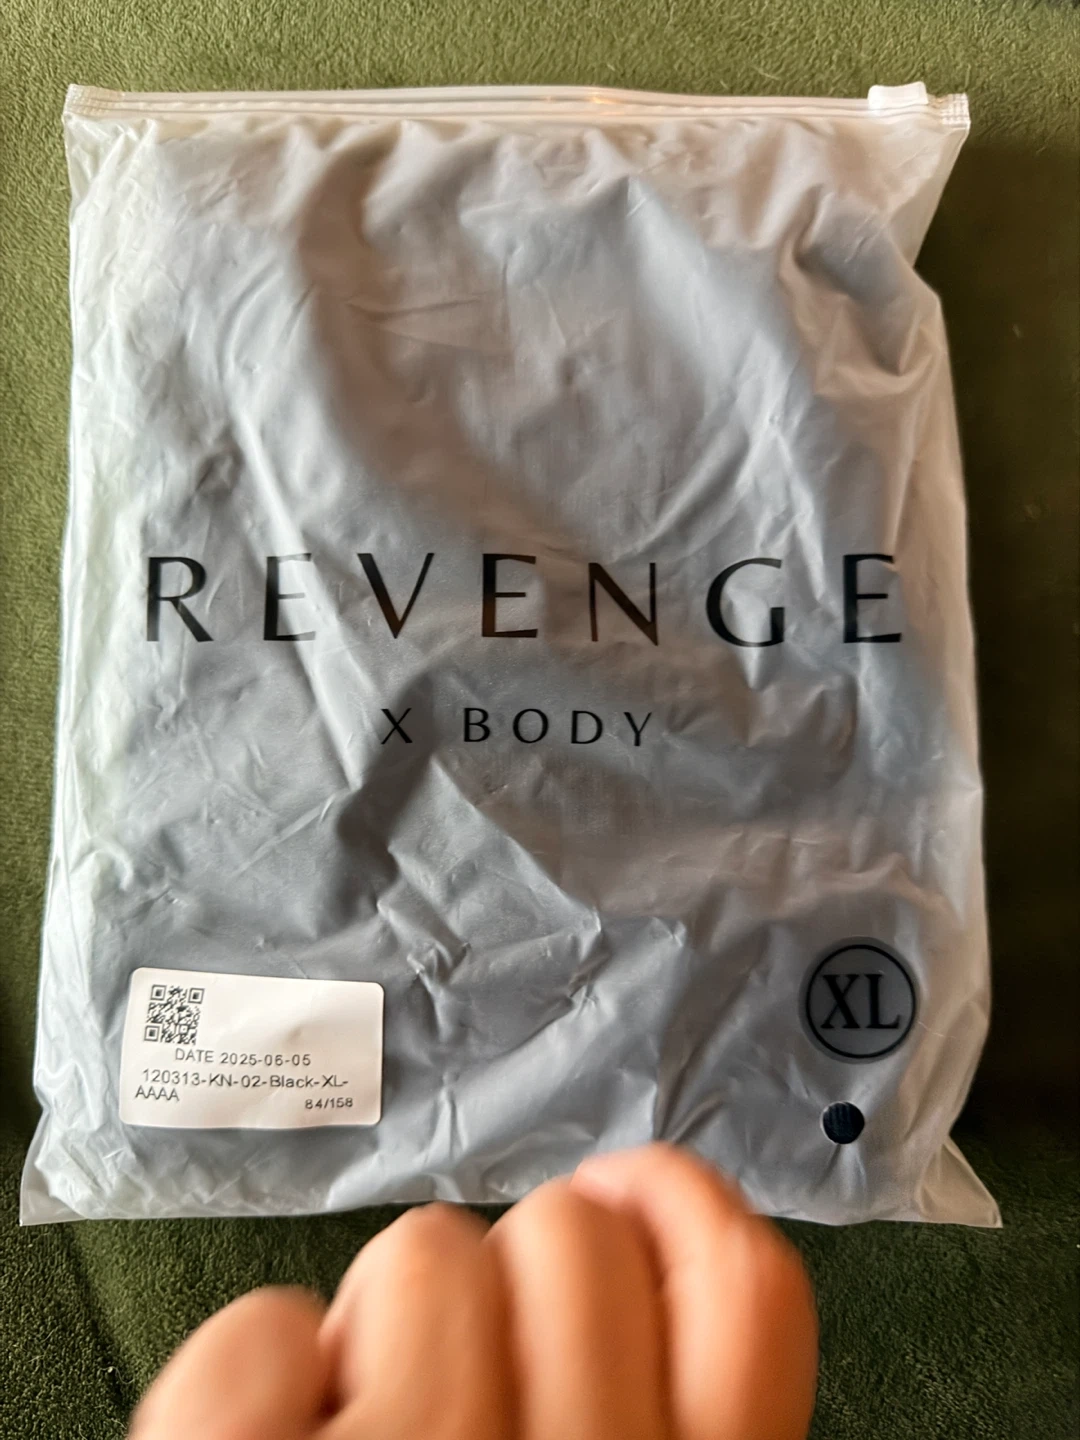 REVENGE
X BODY
XL
DATE 2025-06-05
120313-KN-02-Black-XL-
AAAA
84/158